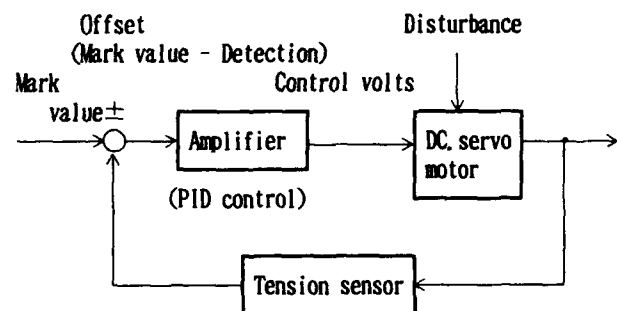 Offset
(Mark value - Detection)
Disturbance
Mark
value±
Control volts
Amplifier
(PID control)
DC. servo
motor
Tension sensor